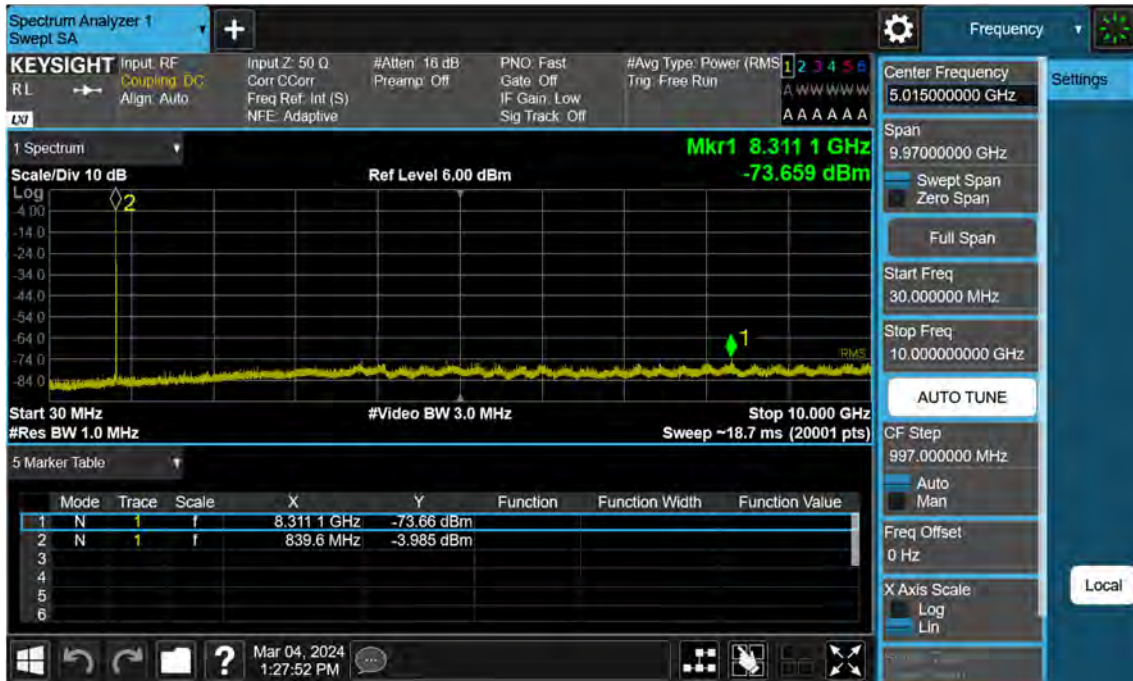 Spectrum Analyzer 1
Swept SA
+
Frequency
KEYSIGHT
RL
LXI
Input: RF
Coupling: DC
Align: Auto
Input Z: 50 Ω
Corr CCorr
Freq Ref: Int (S)
NFE: Adaptive
#Atten: 16 dB
Preamp: Off
PNO: Fast
Gate: Off
IF Gain: Low
Sig Track: Off
#Avg Type: Power (RMS
Trig: Free Run
1 2 3 4 5 6
A W W W W W
A A A A A A
Center Frequency
5.015000000 GHz
Settings
Span
9.97000000 GHz
Swept Span
Zero Span
Full Span
Start Freq
30.000000 MHz
Stop Freq
10.000000000 GHz
AUTO TUNE
CF Step
997.000000 MHz
Auto
Man
Freq Offset
0 Hz
X Axis Scale
Log
Lin
Local
1 Spectrum
Mkr1 8.311 1 GHz
-73.659 dBm
Scale/Div 10 dB
Ref Level 6.00 dBm
Log
2
-4.00
-14.0
-24.0
-34.0
-44.0
-54.0
-64.0
1
RMS
-74.0
-84.0
Start 30 MHz
#Video BW 3.0 MHz
Stop 10.000 GHz
#Res BW 1.0 MHz
Sweep ~18.7 ms (20001 pts)
5 Marker Table
Mode Trace Scale X Y Function Function Width Function Value
1 N 1 f 8.311 1 GHz -73.66 dBm
2 N 1 f 839.6 MHz -3.985 dBm
3
4
5
6
?
Mar 04, 2024
1:27:52 PM